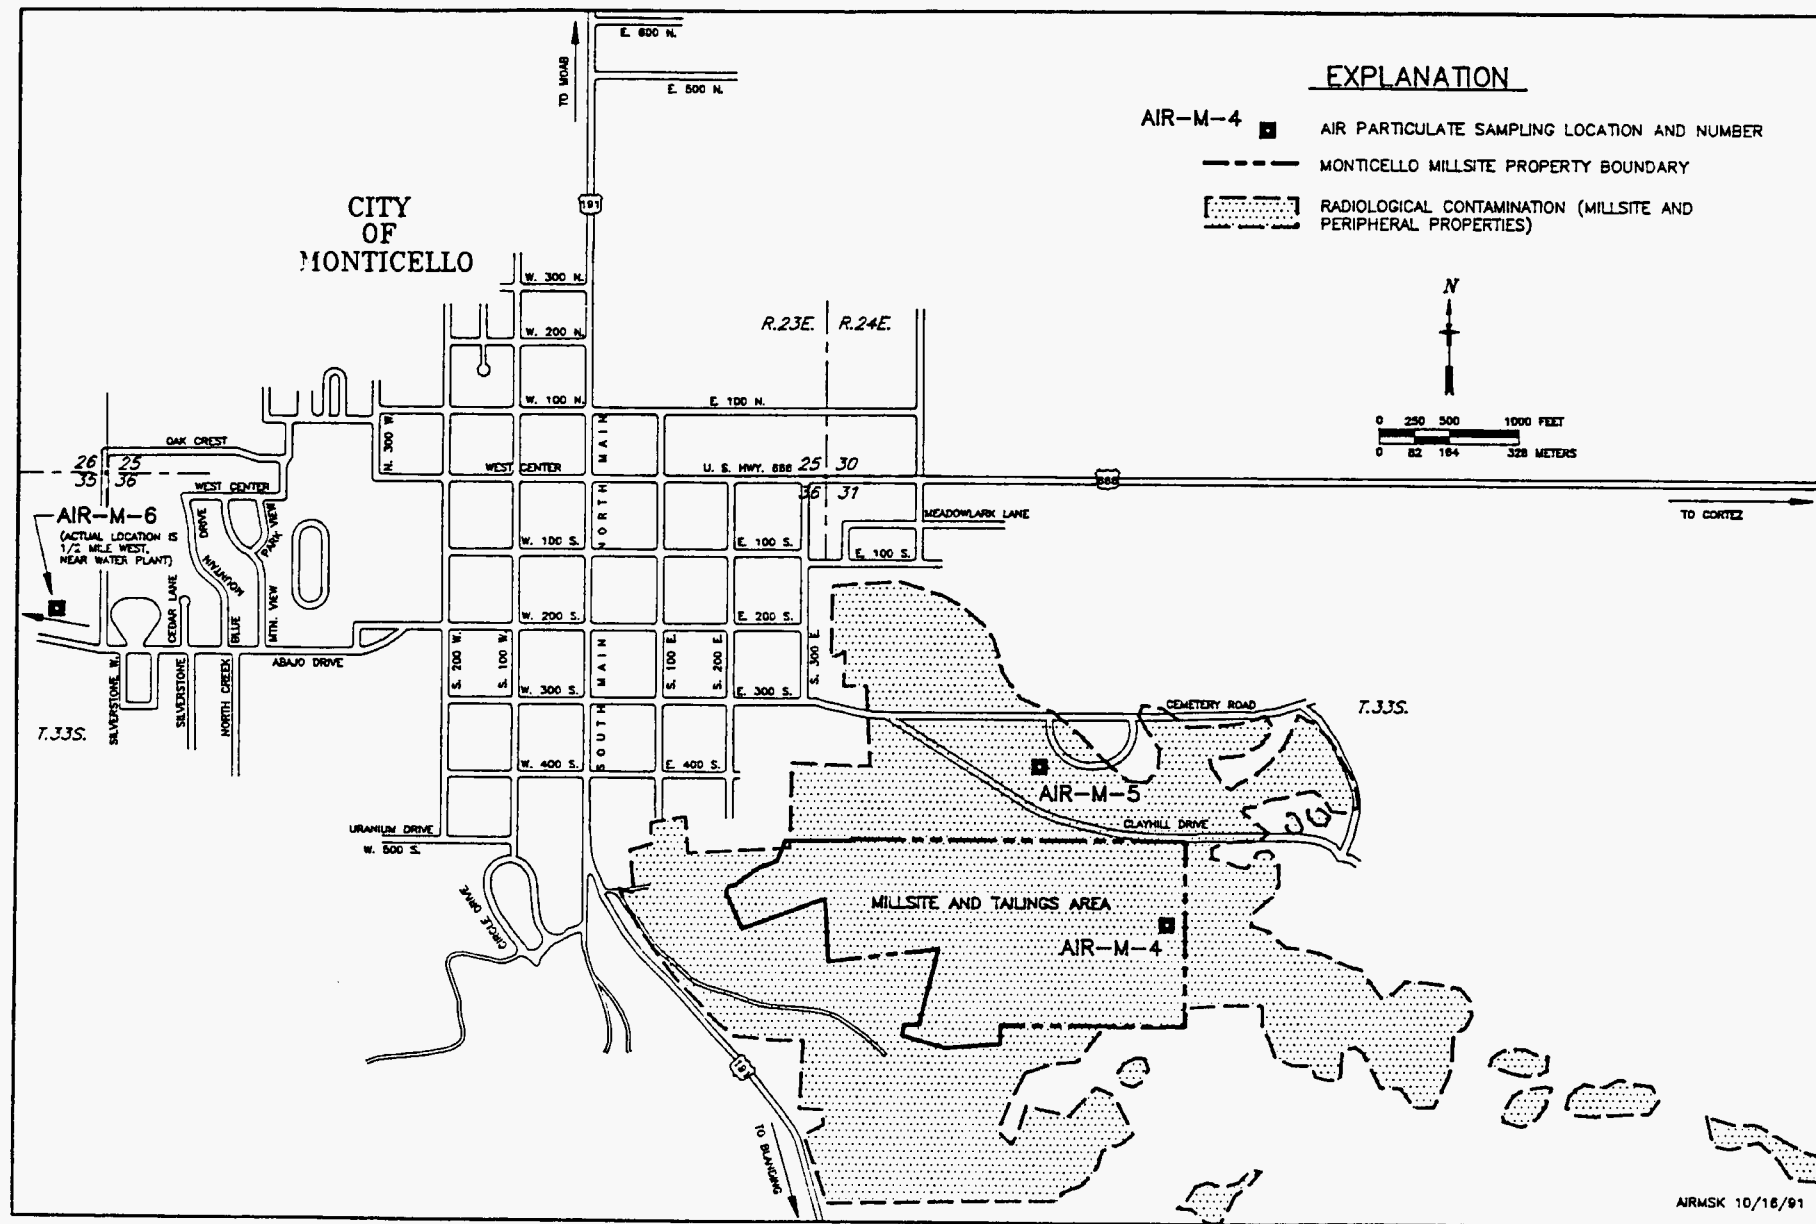 E. 600 N.
TO MOAB
E. 500 N.
EXPLANATION
AIR-M-4
AIR PARTICULATE SAMPLING LOCATION AND NUMBER
MONTICELLO MILLSITE PROPERTY BOUNDARY
RADIOLOGICAL CONTAMINATION (MILLSITE AND
PERIPHERAL PROPERTIES)
191
CITY
OF
MONTICELLO
W. 300 N.
W. 200 N.
R.23E.
R.24E.
N
W. 100 N.
E. 100 N.
0 250 500 1000 FEET
0 82 164 328 METERS
OAK CREST
N. 300 W.
NORTH MAIN
WEST CENTER
U. S. HWY. 666
26 25
35 36
25 30
36 31
666
TO CORTEZ
WEST CENTER
AIR-M-6
(ACTUAL LOCATION IS
1/2 MILE WEST,
NEAR WATER PLANT)
BLUE MOUNTAIN DRIVE
PARK VIEW
MTN. VIEW
MEADOWLARK LANE
W. 100 S.
E. 100 S.
E. 100 S.
CEDAR LANE
W. 200 S.
E. 200 S.
ABAJO DRIVE
S. 200 W.
S. 100 W.
SOUTH MAIN
S. 100 E.
S. 200 E.
S. 300 E.
W. 300 S.
E. 300 S.
SILVERSTONE W.
SILVERSTONE
NORTH CREEK
T.33S.
CEMETERY ROAD
T.33S.
W. 400 S.
E. 400 S.
AIR-M-5
CLAYHILL DRIVE
URANIUM DRIVE
W. 500 S.
CIRCLE DRIVE
MILLSITE AND TAILINGS AREA
AIR-M-4
191
TO BLANDING
AIRMSK 10/16/91